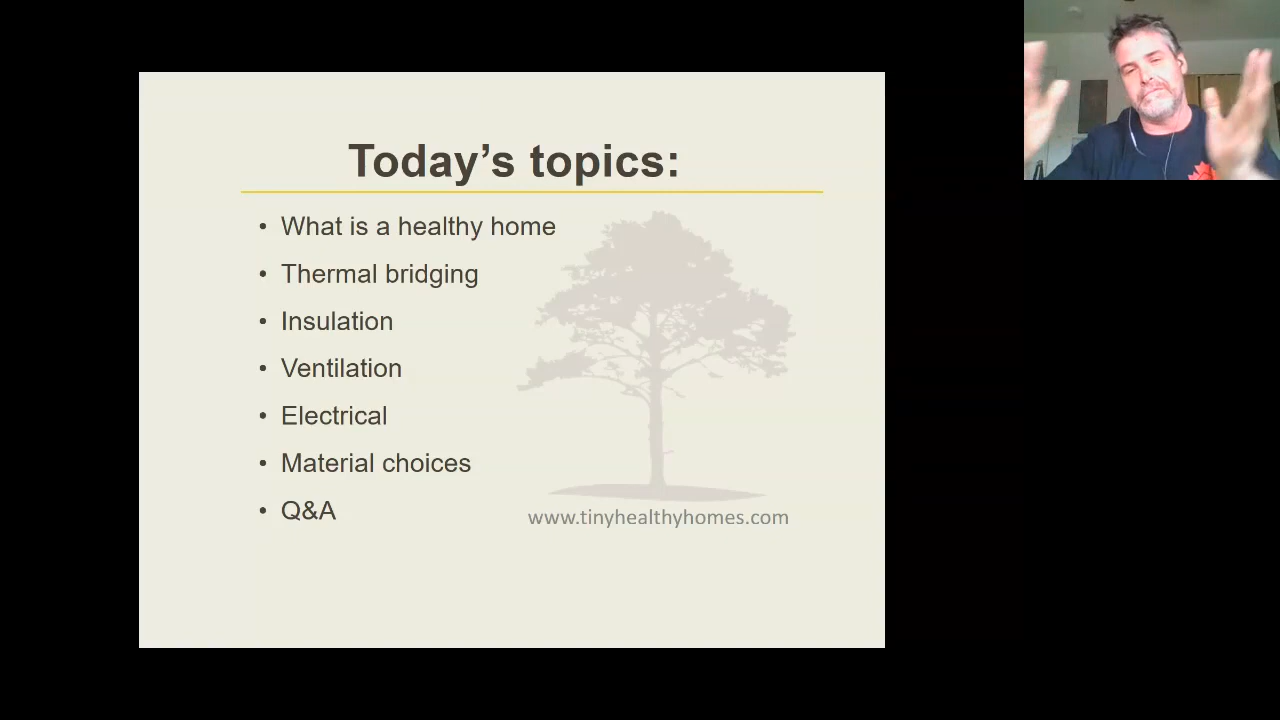 Today’s topics:
• What is a healthy home
• Thermal bridging
• Insulation
• Ventilation
• Electrical
• Material choices
• Q&A
www.tinyhealthyhomes.com